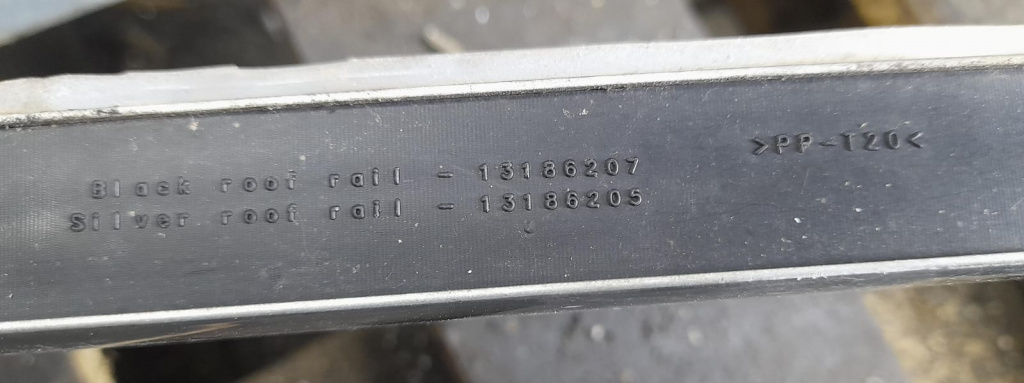 Black roof rail - 13186207
Silver roof rail - 13186205
>PP-T20<